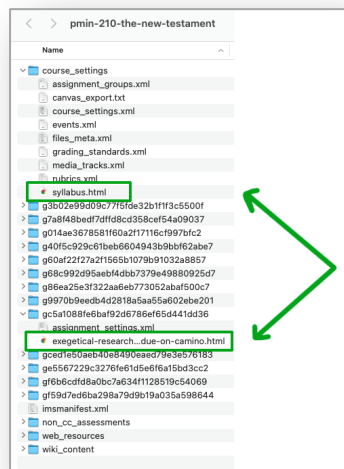 pmin-210-the-new-testament
Name
course_settings
assignment_groups.xml
canvas_export.txt
course_settings.xml
events.xml
files_meta.xml
grading_standards.xml
media_tracks.xml
rubrics.xml
syllabus.html
g3b02e99d09c77f5fde32b1f1f3c5500f
g7a8f48bedf7dffd8cd358cef54a09037
g014ae3678581f60a2f17116cf997bfc2
g40f5c929c61beb6604943b9bbf62abe7
g60af22f27a2f1565b1079b91032a8857
g68c992d95aebf4dbb7379e49880925d7
g86ea25e3f322aa6eb773052abaf500c7
g9970b9eedb4d2818a5aa55a602ebe201
gc5a1088fe6baf92d6786ef65d441dd36
assignment_settings.xml
exegetical-research...due-on-camino.html
gced1e50aeb40e8490eaed79e3e576183
ge5567229c3276fe61d5e6f6a15bd3cc2
gf6b6cdfd8a0bc7a634f1128519c54069
gf59d7ed6ba298a79d9b19a035a598644
imsmanifest.xml
non_cc_assessments
web_resources
wiki_content